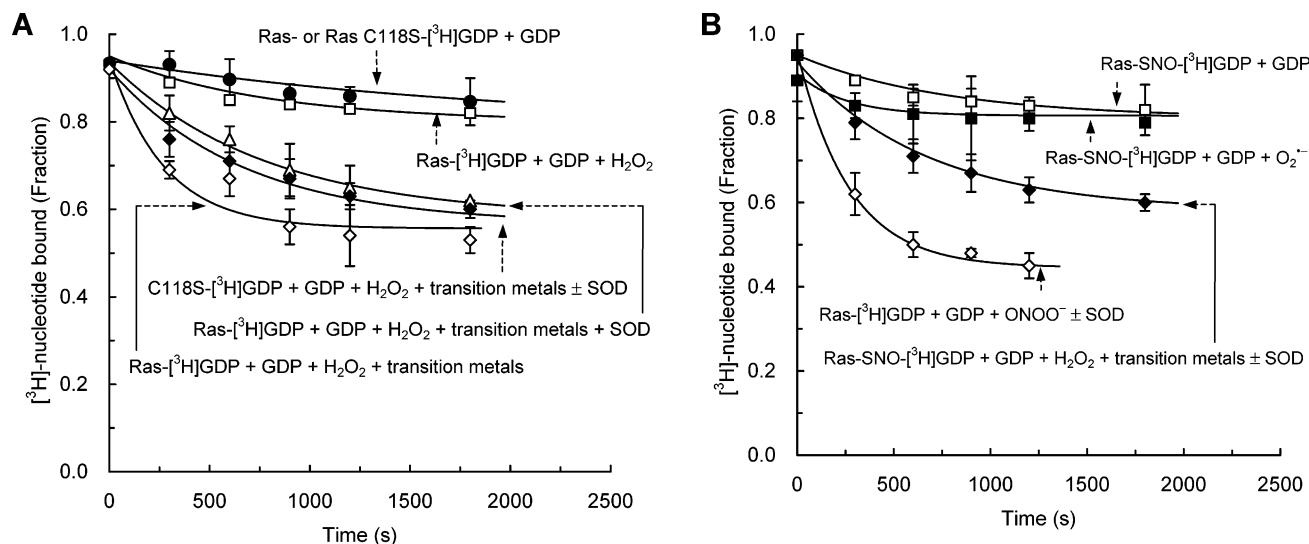 A
[³H]-nucleotide bound (Fraction)
1.0
0.8
0.6
0.4
0.2
0.0
Ras- or Ras C118S-[³H]GDP + GDP
Ras-[³H]GDP + GDP + H₂O₂
C118S-[³H]GDP + GDP + H₂O₂ + transition metals ± SOD
Ras-[³H]GDP + GDP + H₂O₂ + transition metals + SOD
Ras-[³H]GDP + GDP + H₂O₂ + transition metals
0 500 1000 1500 2000 2500
Time (s)
B
[³H]-nucleotide bound (Fraction)
1.0
0.8
0.6
0.4
0.2
0.0
Ras-SNO-[³H]GDP + GDP
Ras-SNO-[³H]GDP + GDP + O₂•−
Ras-[³H]GDP + GDP + ONOO⁻ ± SOD
Ras-SNO-[³H]GDP + GDP + H₂O₂ + transition metals ± SOD
0 500 1000 1500 2000 2500
Time (s)